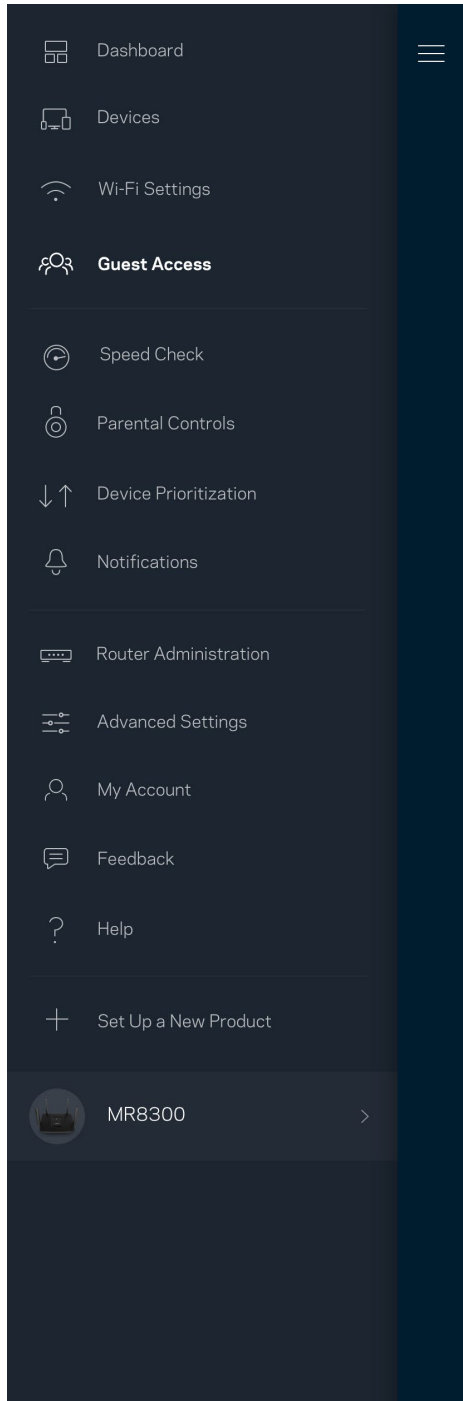 Dashboard
Devices
Wi-Fi Settings
Guest Access
Speed Check
Parental Controls
Device Prioritization
Notifications
Router Administration
Advanced Settings
My Account
Feedback
Help
Set Up a New Product
MR8300